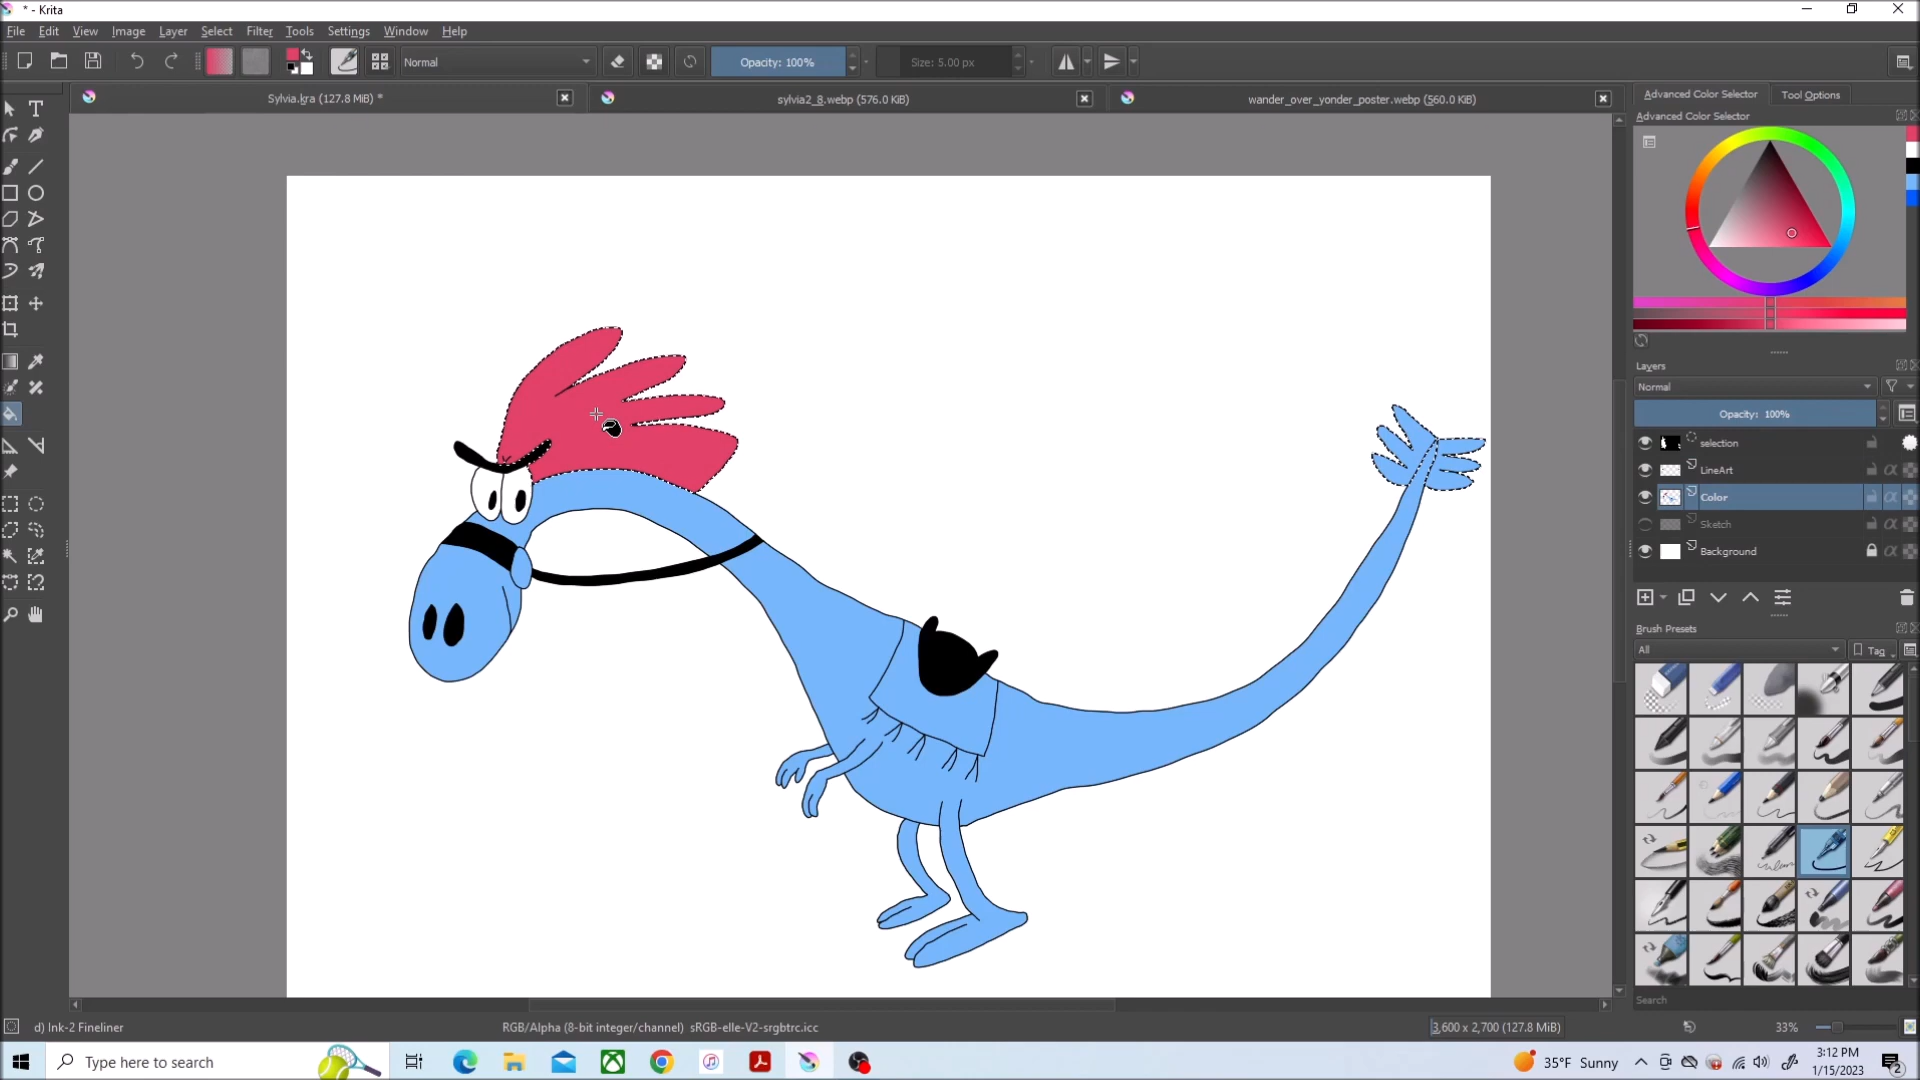 * - Krita
File Edit View Image Layer Select Filter Tools Settings Window Help
Normal Opacity: 100% Size: 5.00 px
Sylvia.kra (127.8 MiB) * sylvia2_8.webp (576.0 KiB) wander_over_yonder_poster.webp (560.0 KiB)
Advanced Color Selector Tool Options
Advanced Color Selector
Layers
Normal
Opacity: 100%
selection
LineArt
Color
Sketch
Background
Brush Presets
All Tag
Search
d) Ink-2 Fineliner RGB/Alpha (8-bit integer/channel) sRGB-elle-V2-srgbtrc.icc 3,600 x 2,700 (127.8 MiB) 33%
Type here to search 35°F Sunny 3:12 PM
1/15/2023 2